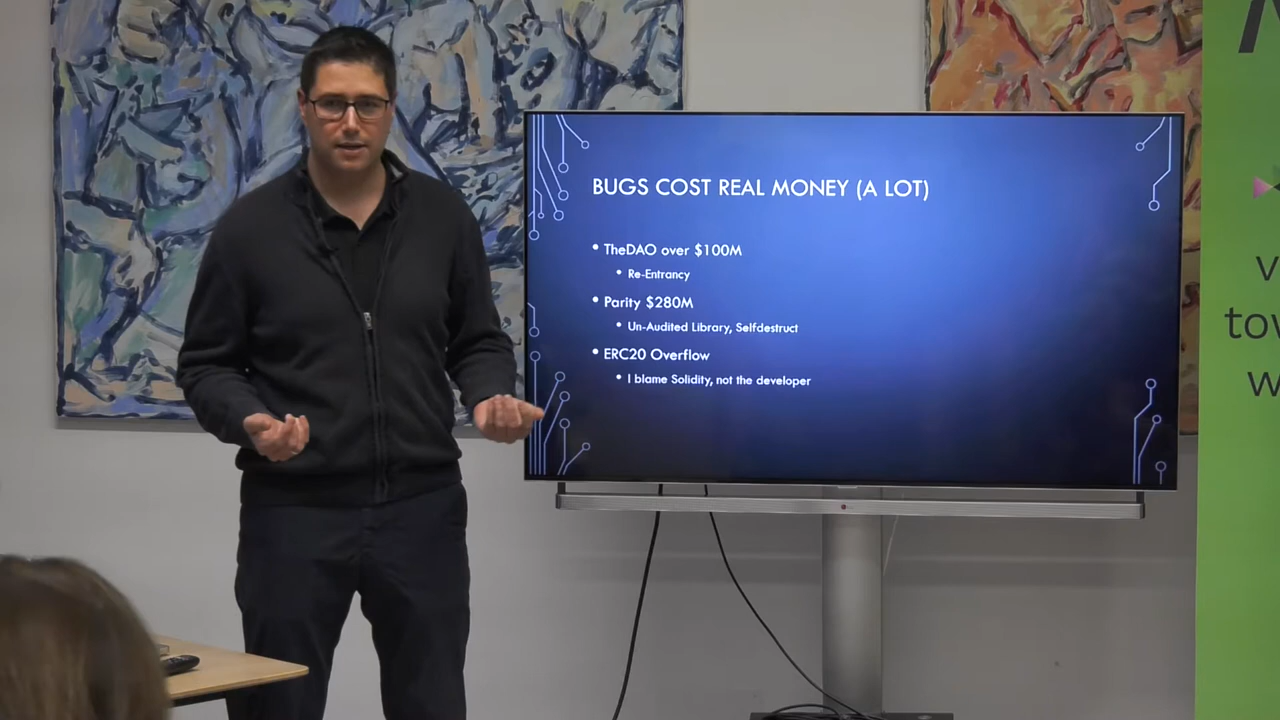 BUGS COST REAL MONEY (A LOT)
• TheDAO over $100M
• Re-Entrancy
• Parity $280M
• Un-Audited Library, Selfdestruct
• ERC20 Overflow
• I blame Solidity, not the developer